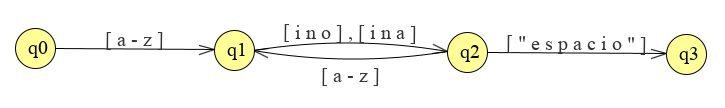 q0 [a-z] q1 [ino],[ina] q2 ["espacio"] q3
[a-z]